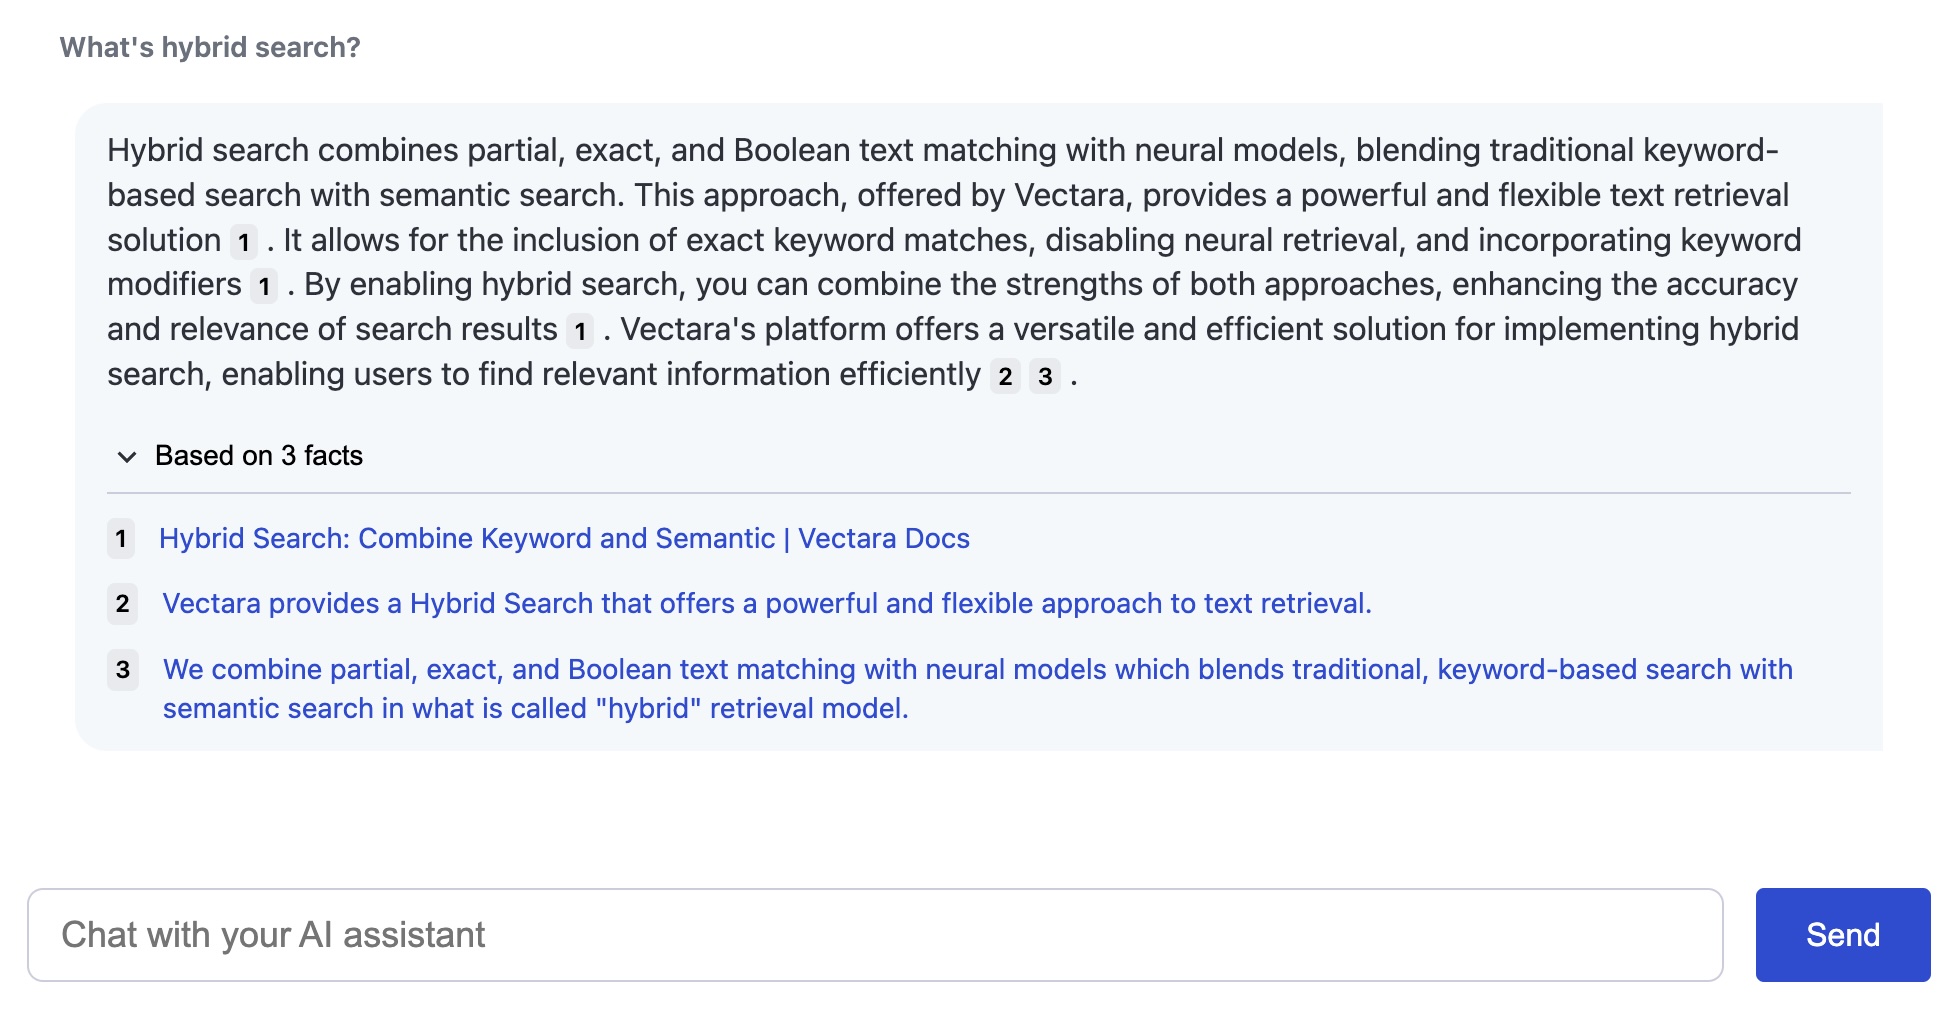 What's hybrid search?
Hybrid search combines partial, exact, and Boolean text matching with neural models, blending traditional keyword-
based search with semantic search. This approach, offered by Vectara, provides a powerful and flexible text retrieval
solution 1 . It allows for the inclusion of exact keyword matches, disabling neural retrieval, and incorporating keyword
modifiers 1 . By enabling hybrid search, you can combine the strengths of both approaches, enhancing the accuracy
and relevance of search results 1 . Vectara's platform offers a versatile and efficient solution for implementing hybrid
search, enabling users to find relevant information efficiently 2 3 .
Based on 3 facts
1 Hybrid Search: Combine Keyword and Semantic | Vectara Docs
2 Vectara provides a Hybrid Search that offers a powerful and flexible approach to text retrieval.
3 We combine partial, exact, and Boolean text matching with neural models which blends traditional, keyword-based search with
semantic search in what is called "hybrid" retrieval model.
Chat with your AI assistant
Send